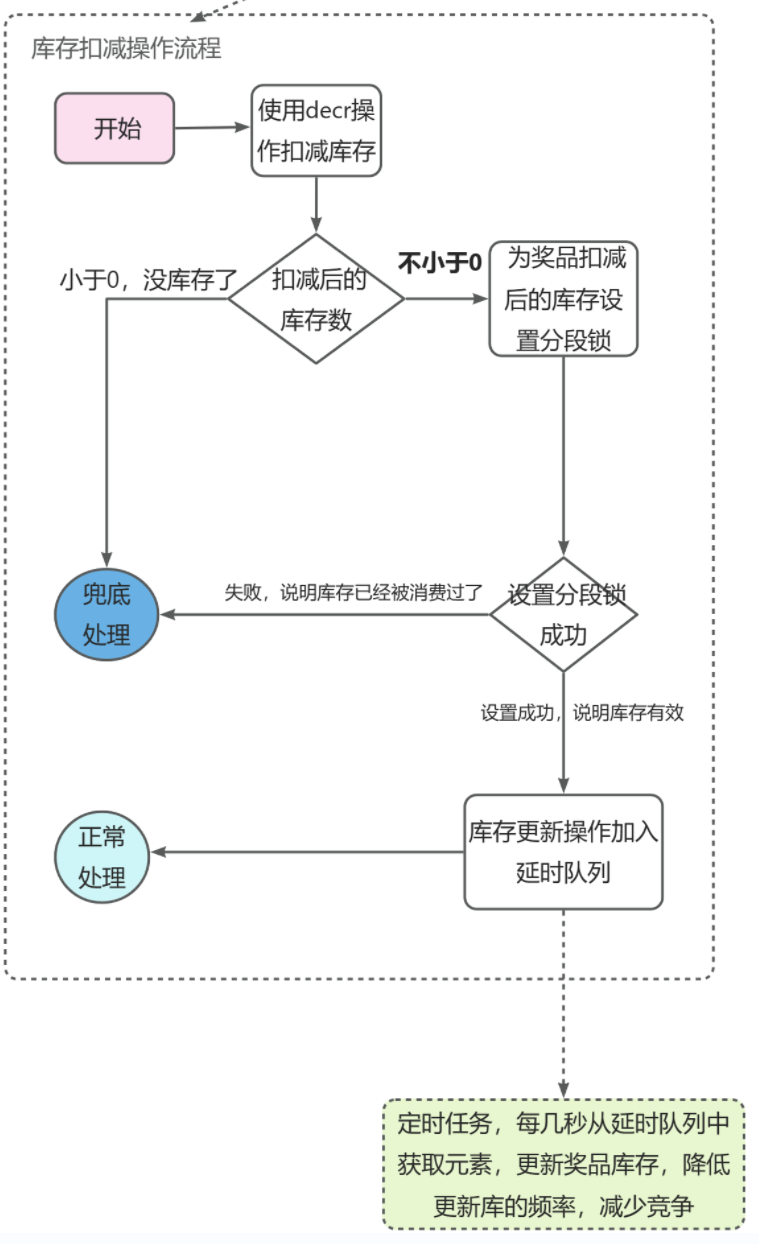 库存扣减操作流程
开始
使用decr操
作扣减库存
扣减后的
库存数
小于0，没库存了
不小于0
为奖品扣减
后的库存设
置分段锁
设置分段锁
成功
失败，说明库存已经被消费过了
兜底
处理
设置成功，说明库存有效
库存更新操作加入
延时队列
正常
处理
定时任务，每几秒从延时队列中
获取元素，更新奖品库存，降低
更新库的频率，减少竞争